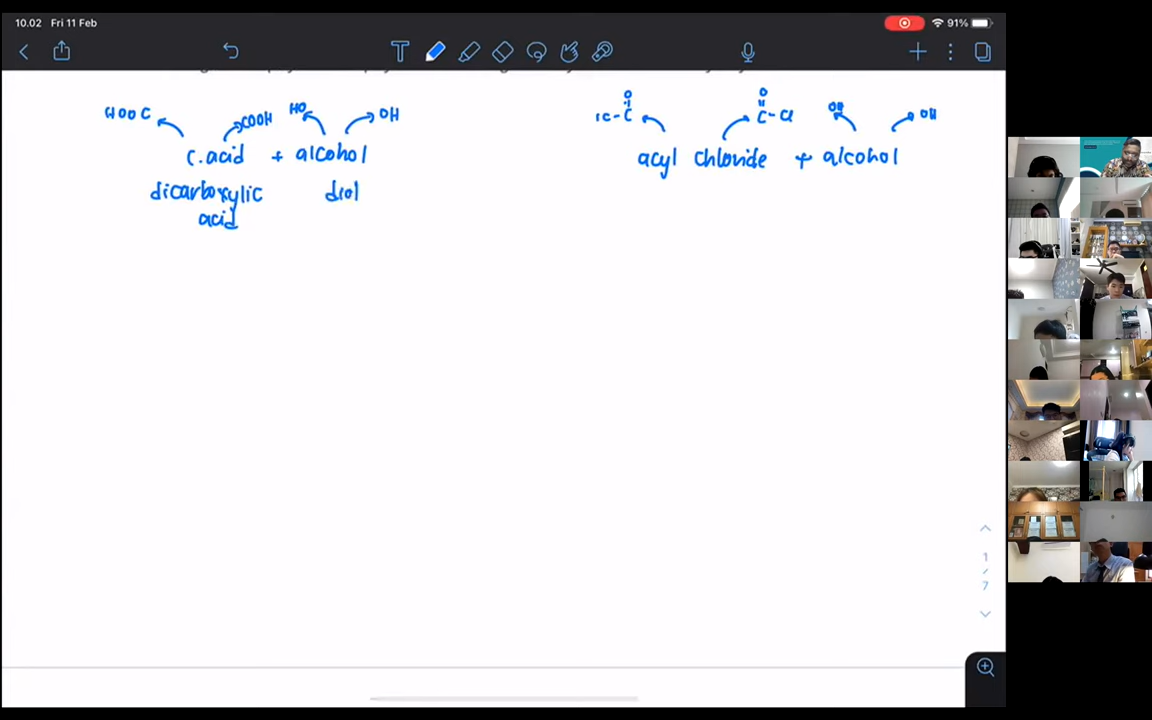 10.02 Fri 11 Feb
91%
T
HOOC COOH HO OH
C. acid + alcohol
dicarboxylic diol
acid
O O
C C-Cl OH OH
acyl chloride + alcohol
1
7